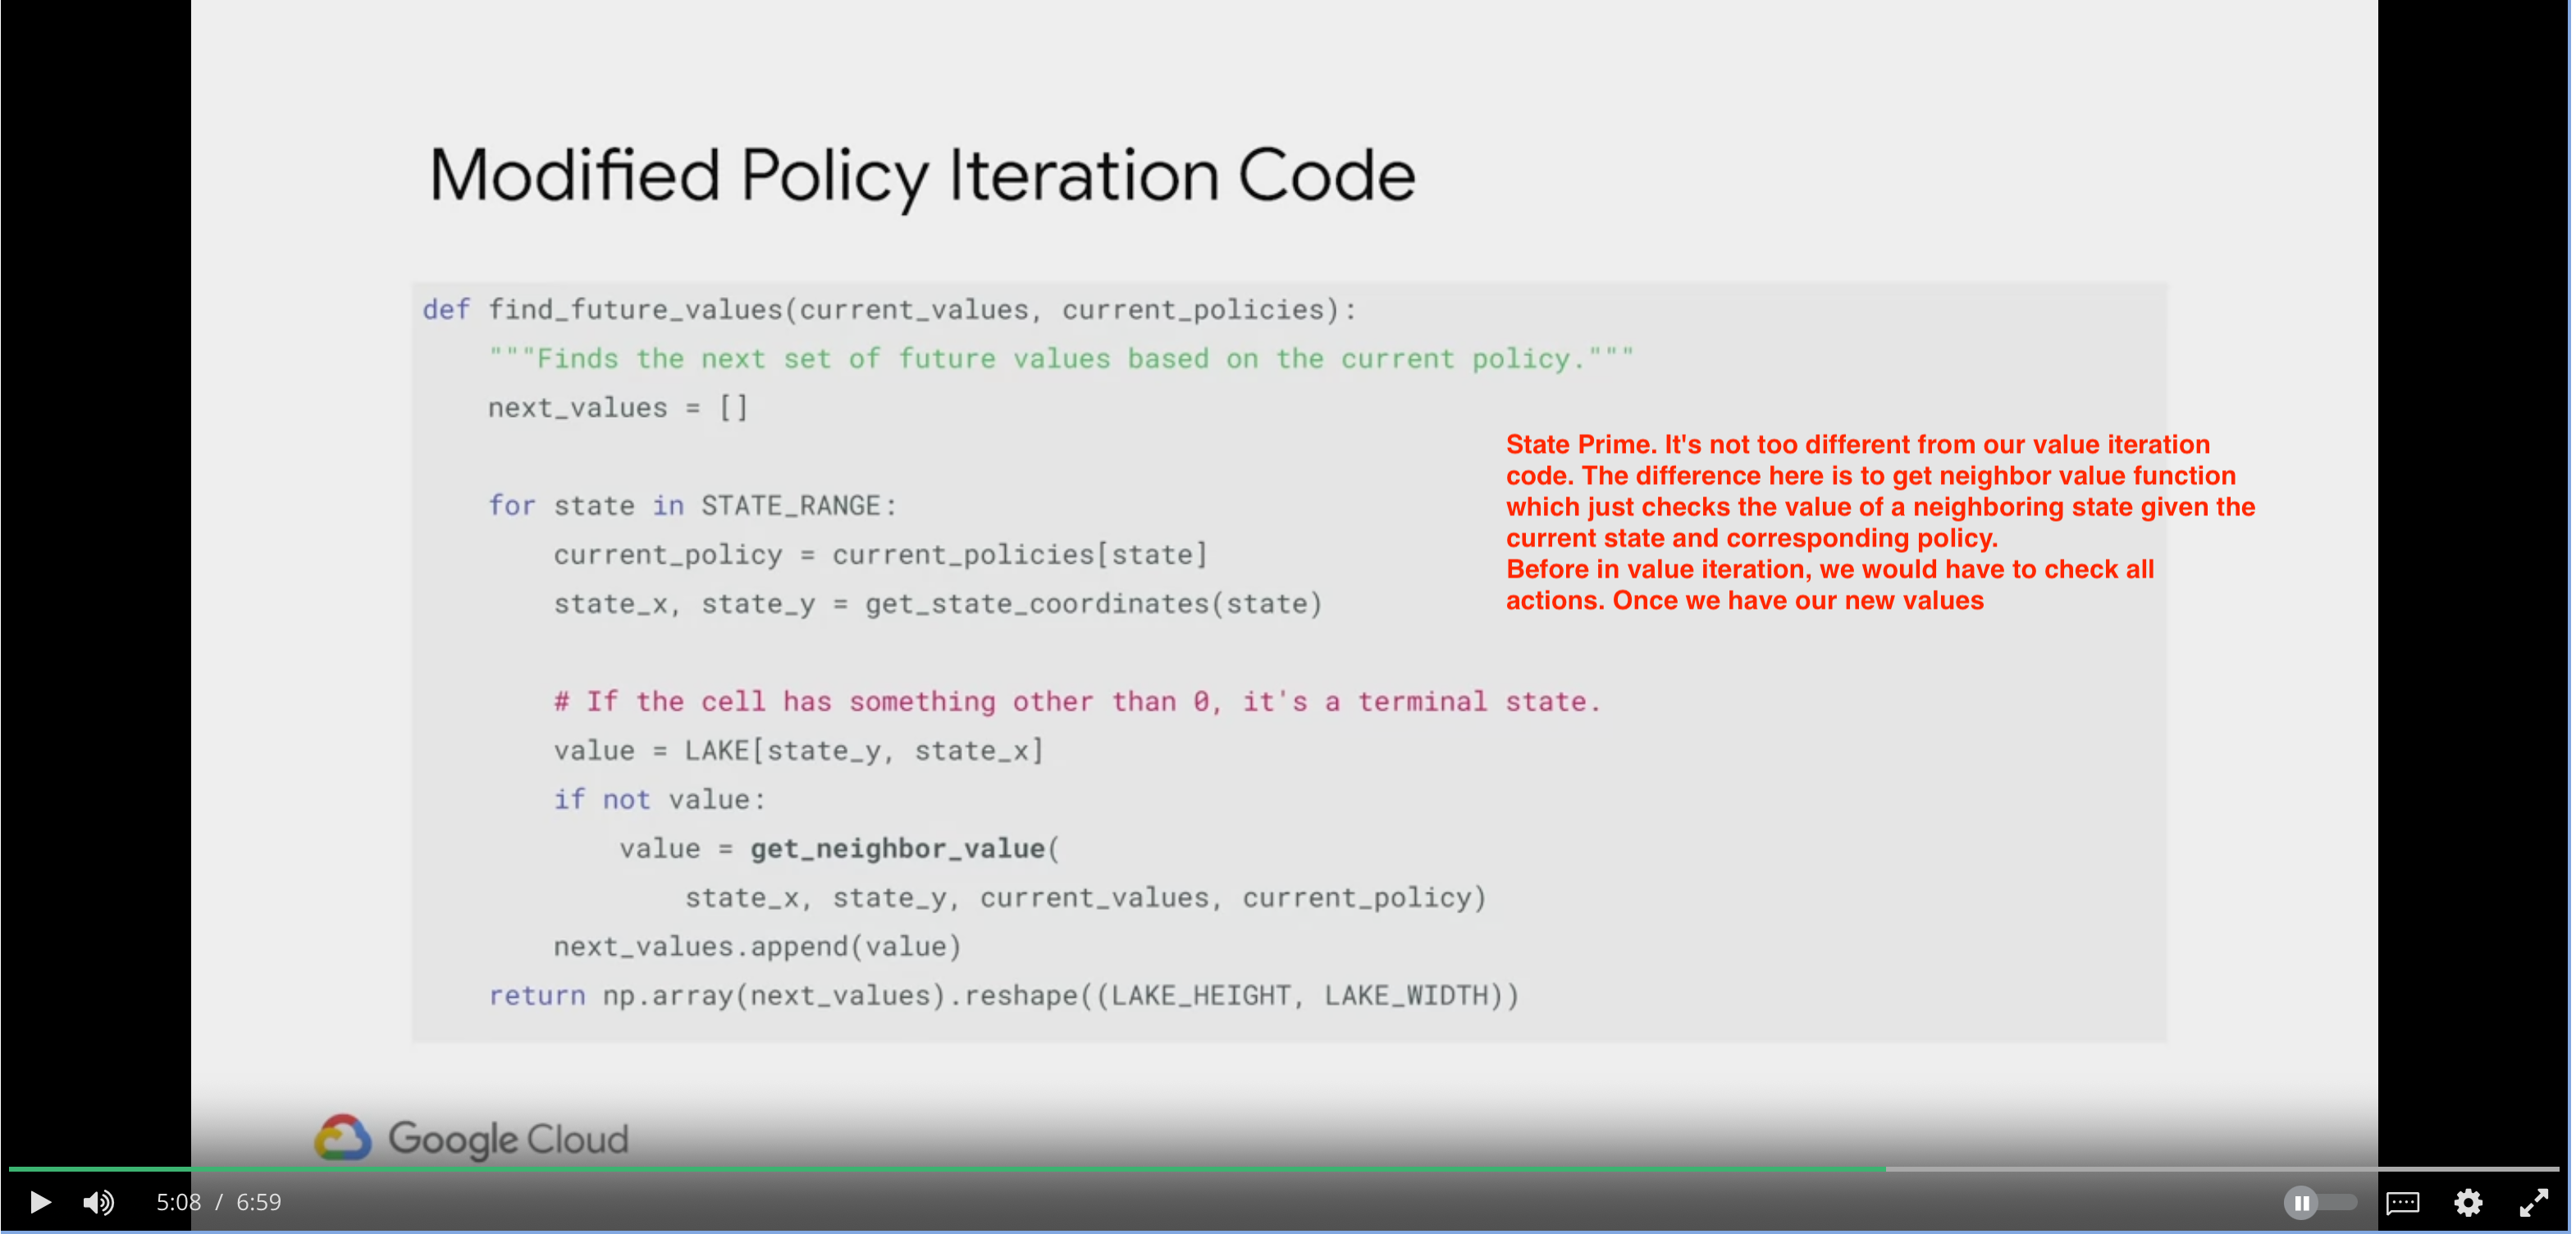 Modified Policy Iteration Code
def find_future_values(current_values, current_policies):
"""Finds the next set of future values based on the current policy."""
next_values = []
for state in STATE_RANGE:
current_policy = current_policies[state]
state_x, state_y = get_state_coordinates(state)
# If the cell has something other than 0, it's a terminal state.
value = LAKE[state_y, state_x]
if not value:
value = get_neighbor_value(
state_x, state_y, current_values, current_policy)
next_values.append(value)
return np.array(next_values).reshape((LAKE_HEIGHT, LAKE_WIDTH))
State Prime. It's not too different from our value iteration
code. The difference here is to get neighbor value function
which just checks the value of a neighboring state given the
current state and corresponding policy.
Before in value iteration, we would have to check all
actions. Once we have our new values
Google Cloud
5:08 / 6:59